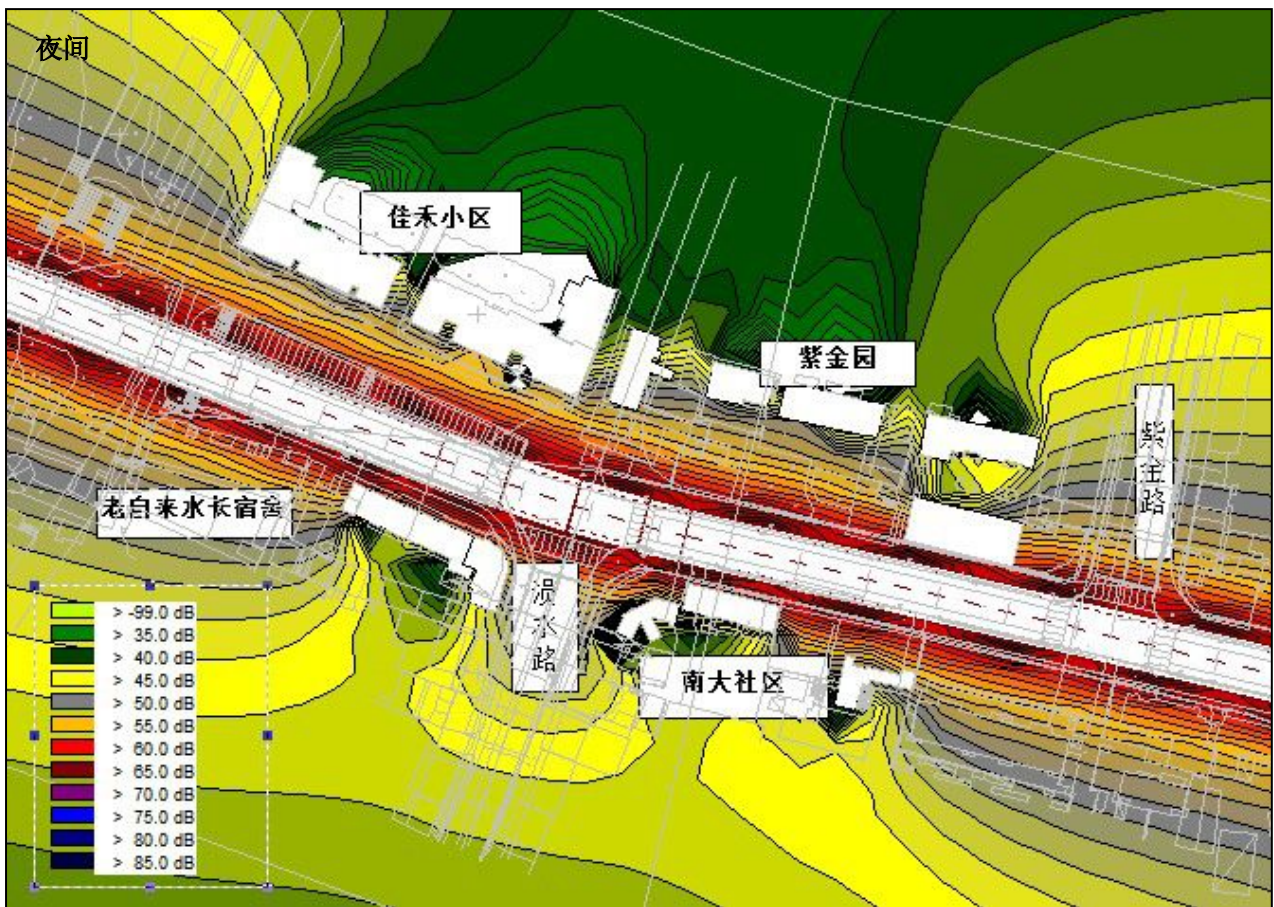 夜间
佳禾小区
紫金园
紫金路
老自来水长宿舍
涢水路
南大社区
> -99.0 dB
> 35.0 dB
> 40.0 dB
> 45.0 dB
> 50.0 dB
> 55.0 dB
> 60.0 dB
> 65.0 dB
> 70.0 dB
> 75.0 dB
> 80.0 dB
> 85.0 dB